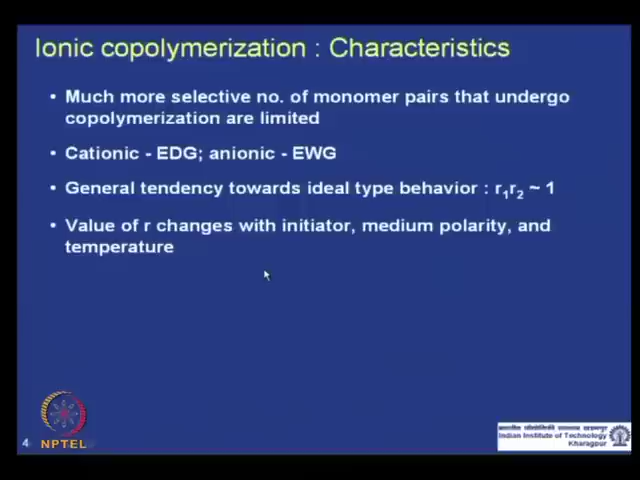 Ionic copolymerization : Characteristics
• Much more selective no. of monomer pairs that undergo
copolymerization are limited
• Cationic - EDG; anionic - EWG
• General tendency towards ideal type behavior : r₁r₂ ~ 1
• Value of r changes with initiator, medium polarity, and
temperature
4
NPTEL
Indian Institute of Technology
Kharagpur